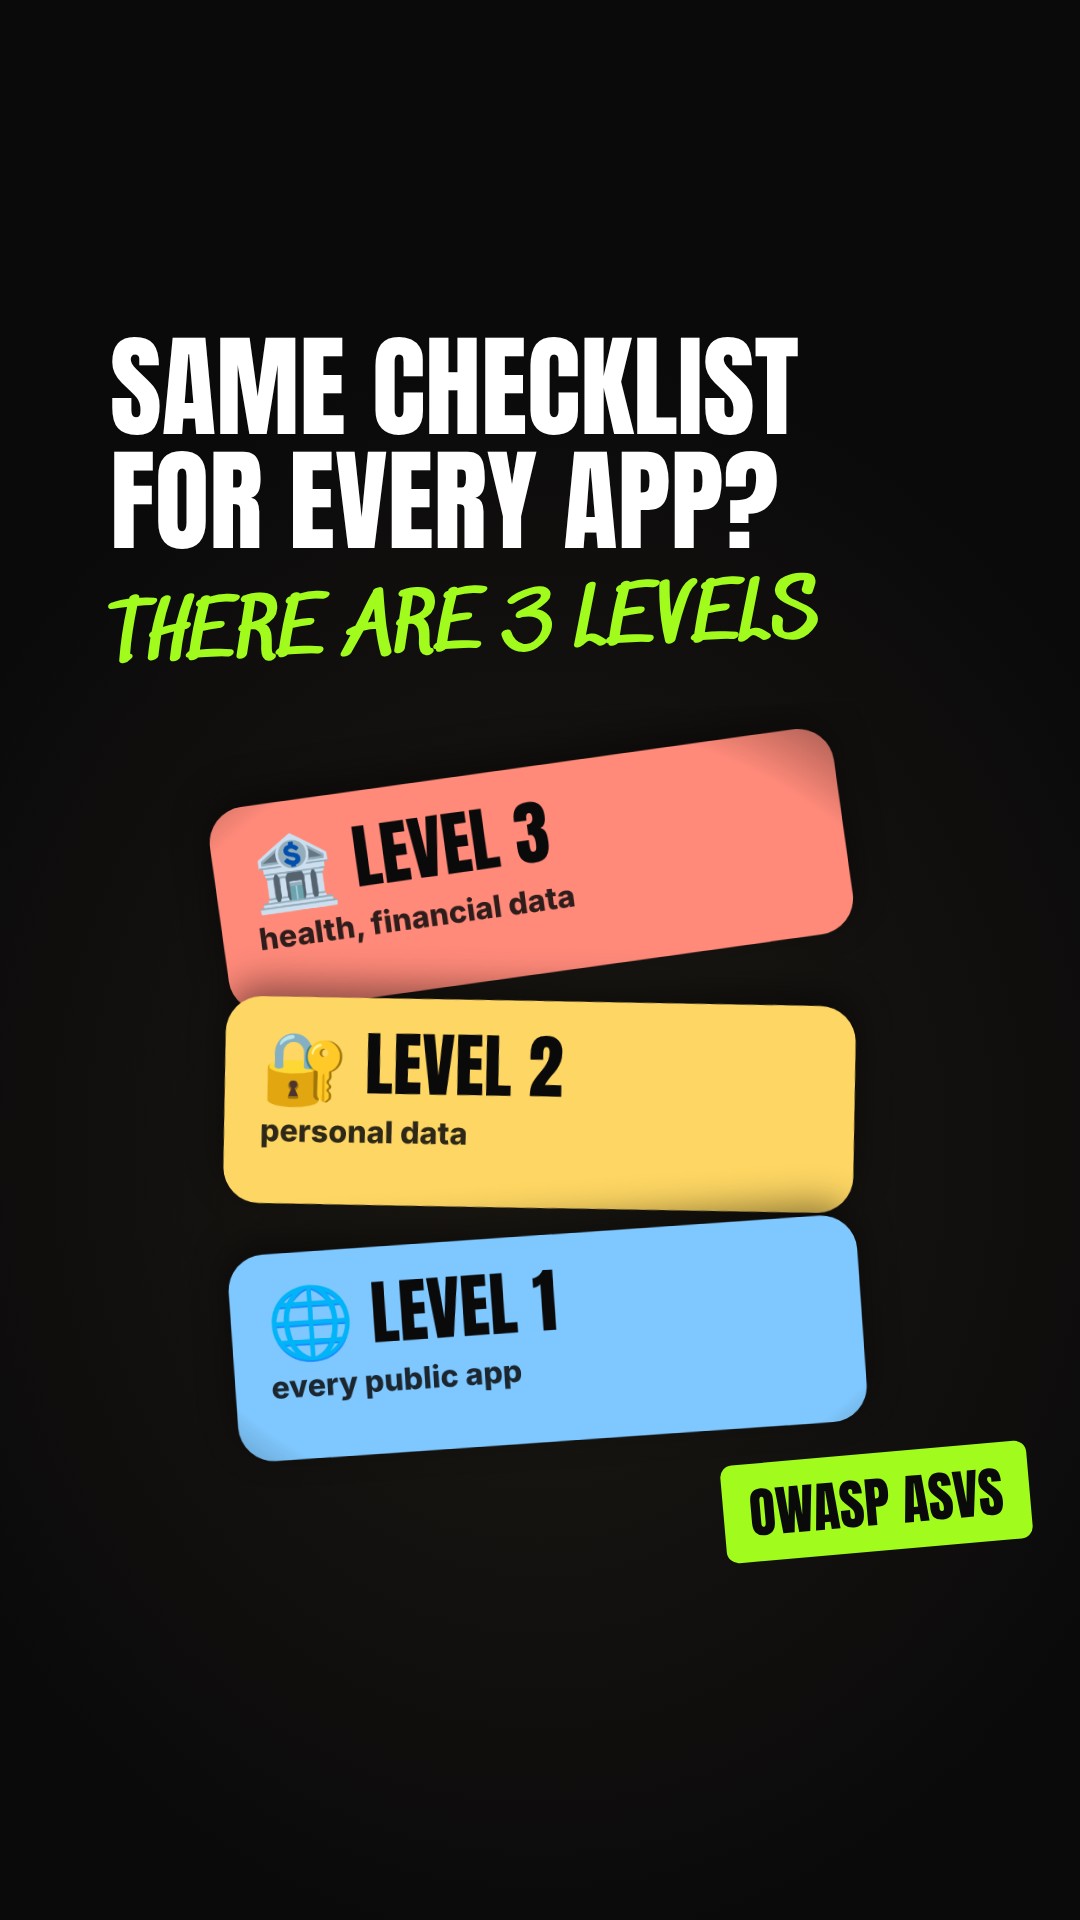 SAME CHECKLIST
FOR EVERY APP?
THERE ARE 3 LEVELS
LEVEL 3
health, financial data
LEVEL 2
personal data
LEVEL 1
every public app
OWASP ASVS